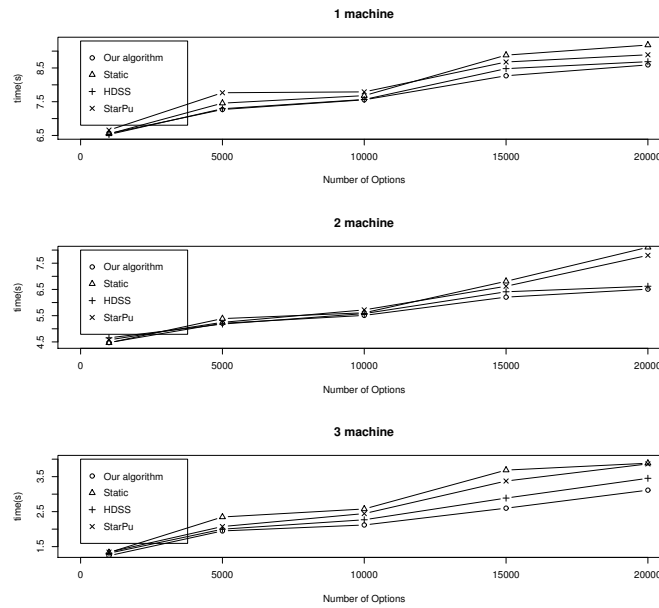 1 machine
Our algorithm
Static
HDSS
StarPu
time(s)
6.5
7.5
8.5
0
5000
10000
15000
20000
Number of Options
2 machine
Our algorithm
Static
HDSS
StarPu
time(s)
4.5
5.5
6.5
7.5
0
5000
10000
15000
20000
Number of Options
3 machine
Our algorithm
Static
HDSS
StarPu
time(s)
1.5
2.5
3.5
0
5000
10000
15000
20000
Number of Options